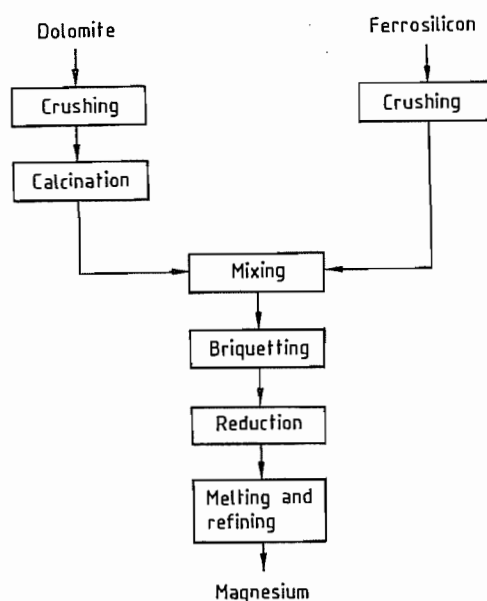 Dolomite
Ferrosilicon
Crushing
Crushing
Calcination
Mixing
Briquetting
Reduction
Melting and
refining
Magnesium